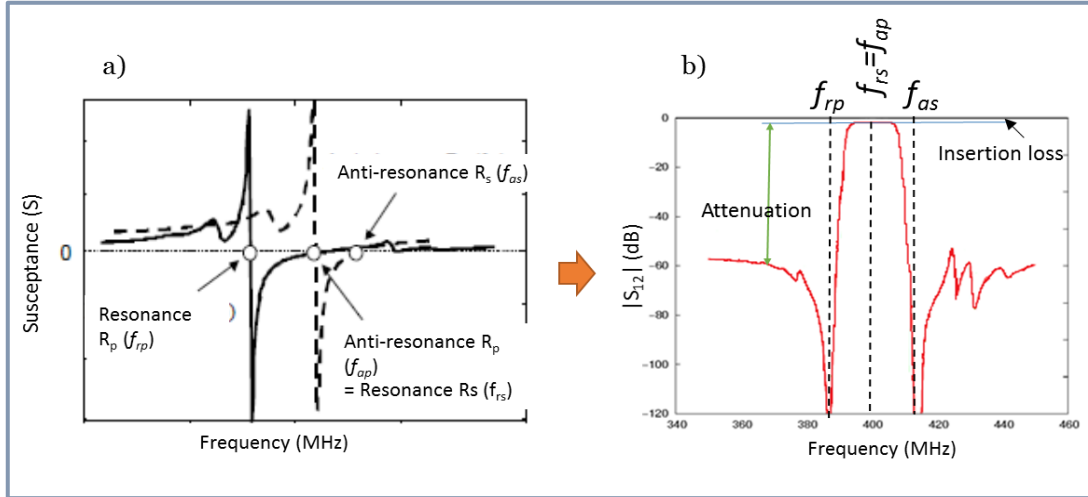 a)
Susceptance (S)
0
Anti-resonance Rs (fas)
Resonance
Rp (frp)
)
Anti-resonance Rp
(fap)
= Resonance Rs (frs)
Frequency (MHz)
b)
frp
frs=fap
fas
Insertion loss
Attenuation
|S12| (dB)
0
−20
−40
−60
−80
−100
−120
340
360
380
400
420
440
460
Frequency (MHz)